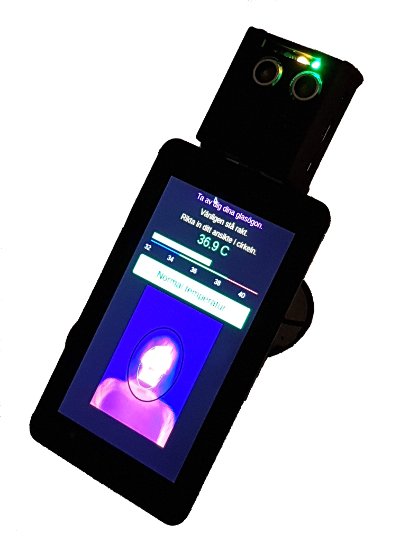 Ta av dig dina glasögon.
Vänligen stå rakt.
Rikta in ditt ansikte i cirkeln.
36.9 C
32 34 36 38 40
Normal temperatur